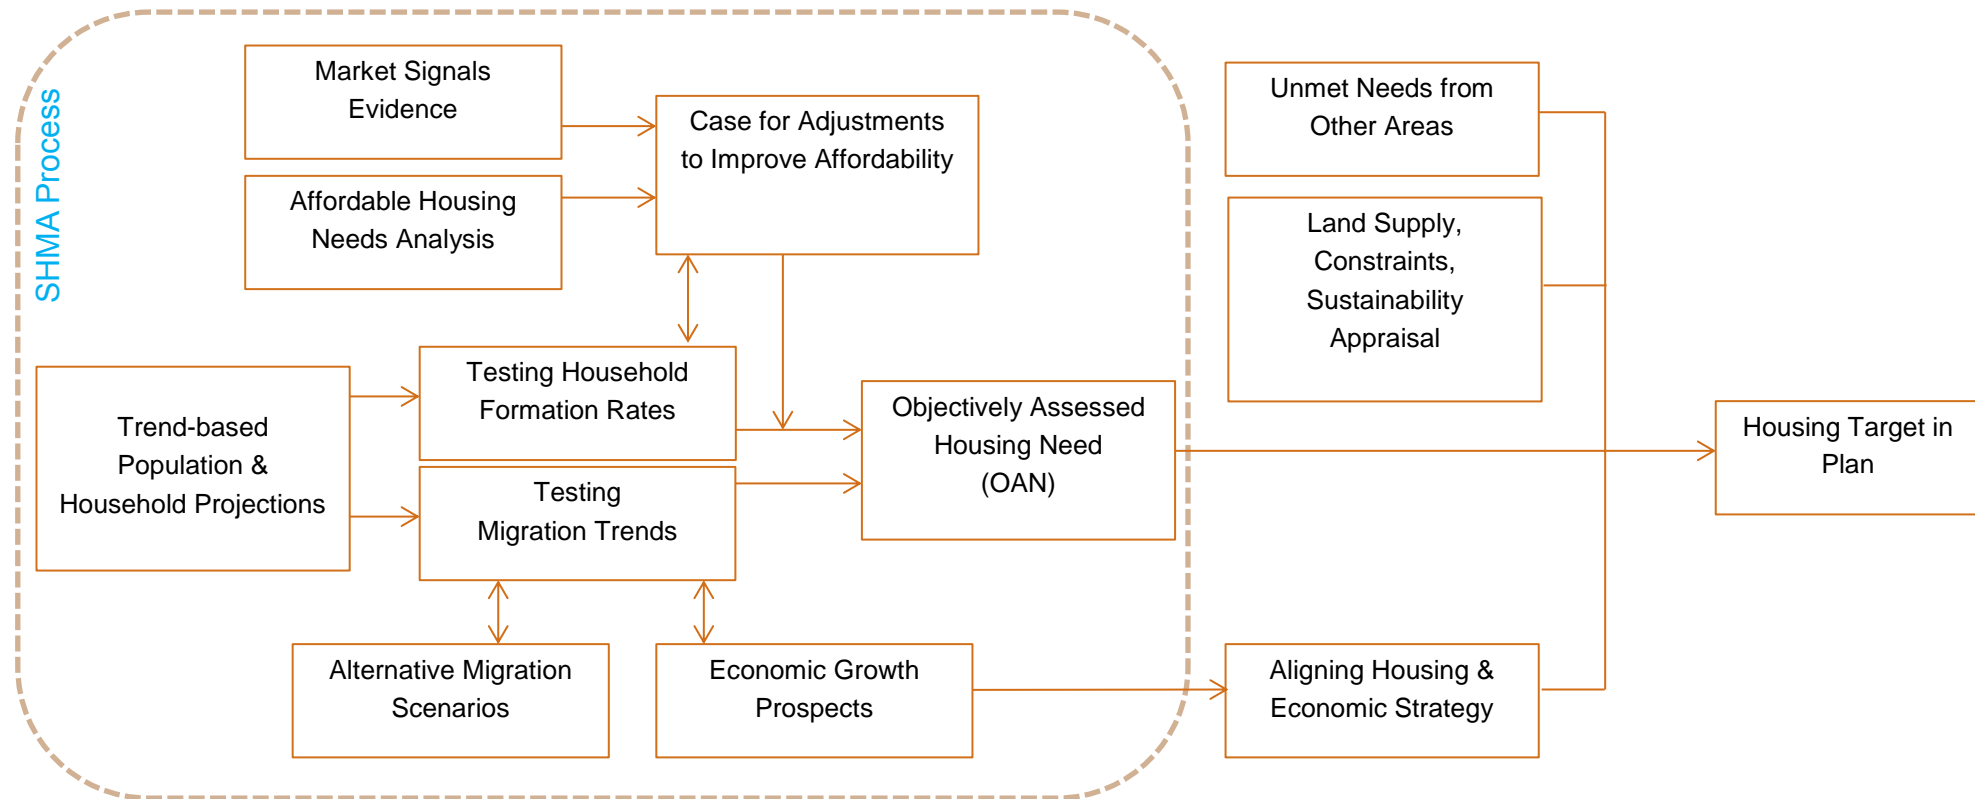 SHMA Process
Market Signals
Evidence
Affordable Housing
Needs Analysis
Case for Adjustments
to Improve Affordability
Trend-based
Population &
Household Projections
Testing Household
Formation Rates
Testing
Migration Trends
Alternative Migration
Scenarios
Economic Growth
Prospects
Objectively Assessed
Housing Need
(OAN)
Unmet Needs from
Other Areas
Land Supply,
Constraints,
Sustainability
Appraisal
Aligning Housing &
Economic Strategy
Housing Target in
Plan